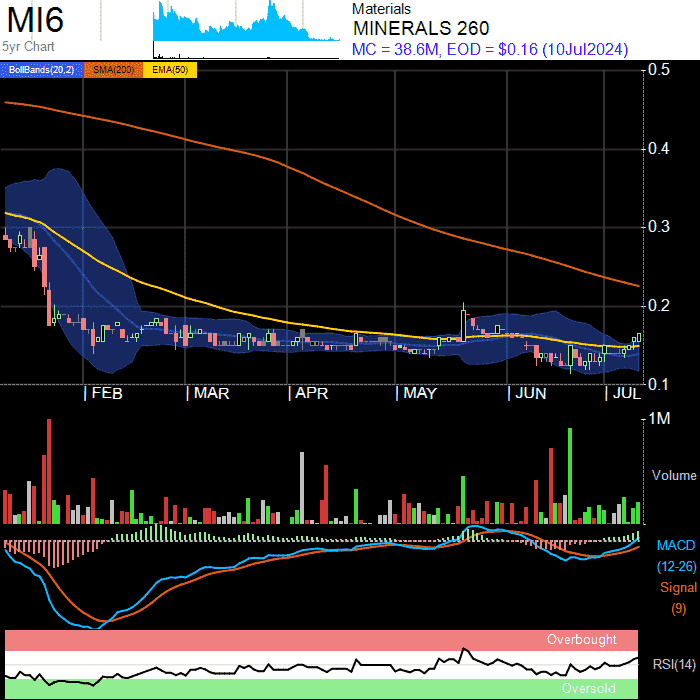 MI6
5yr Chart
Materials
MINERALS 260
MC = 38.6M, EOD = $0.16 (10Jul2024)
BollBands(20,2) SMA(200) EMA(50)
0.5
0.4
0.3
0.2
0.1
FEB MAR APR MAY JUN JUL
1M
Volume
MACD
(12-26)
Signal
(9)
Overbought
RSI(14)
Oversold